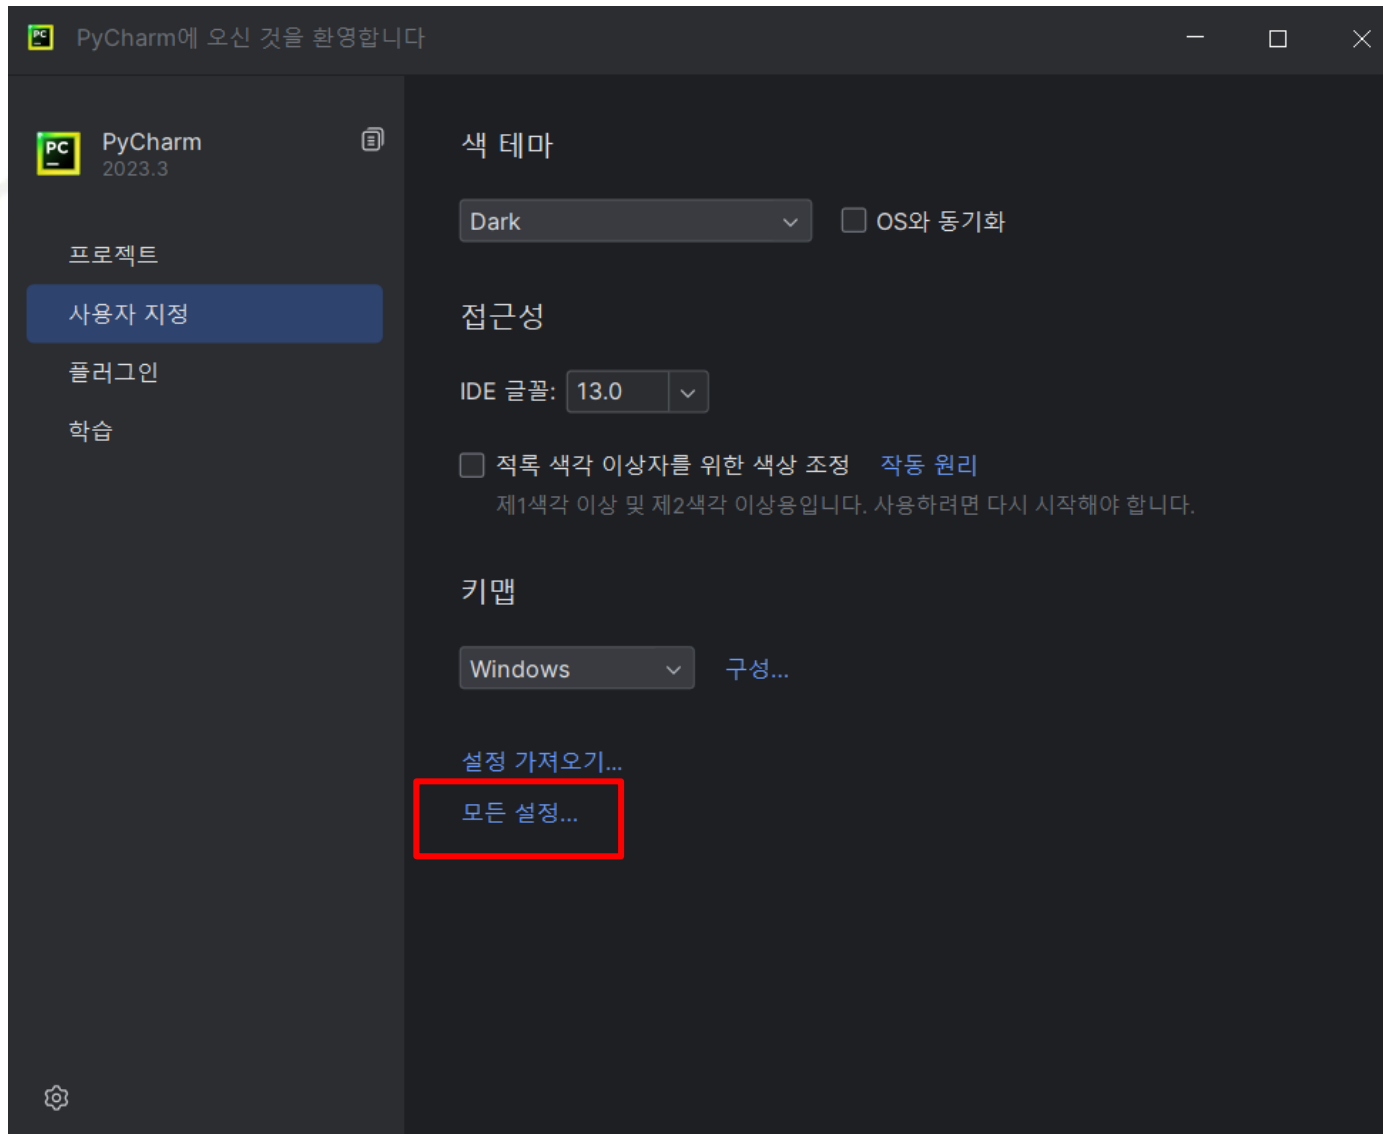 PC PyCharm에 오신 것을 환영합니다
PC PyCharm
2023.3
프로젝트
사용자 지정
플러그인
학습
색 테마
Dark OS와 동기화
접근성
IDE 글꼴: 13.0
적록 색각 이상자를 위한 색상 조정 작동 원리
제1색각 이상 및 제2색각 이상용입니다. 사용하려면 다시 시작해야 합니다.
키맵
Windows 구성...
설정 가져오기...
모든 설정...